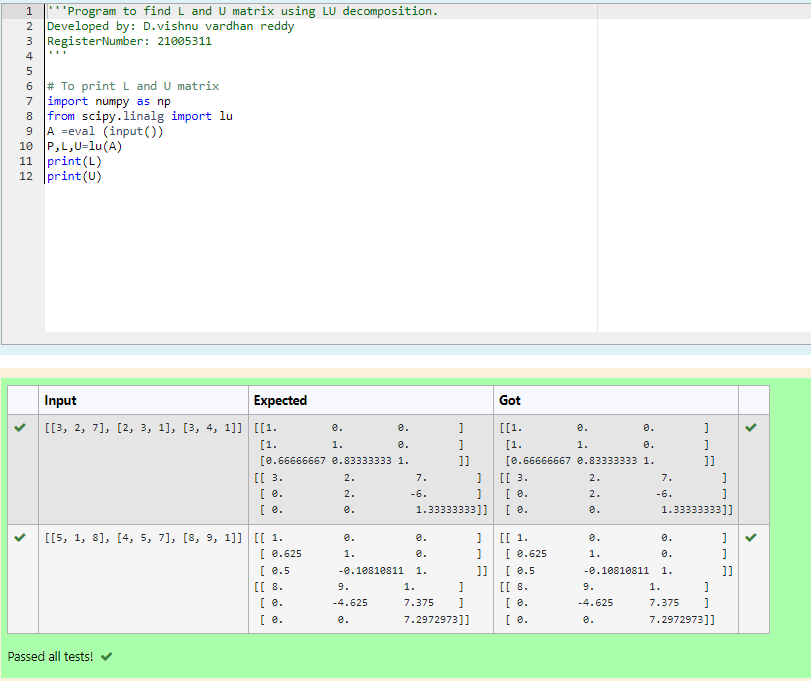 1 '''Program to find L and U matrix using LU decomposition.
2 Developed by: D.vishnu vardhan reddy
3 RegisterNumber: 21005311
4 '''
5
6 # To print L and U matrix
7 import numpy as np
8 from scipy.linalg import lu
9 A =eval (input())
10 P,L,U=lu(A)
11 print(L)
12 print(U)
Input Expected Got
[[3, 2, 7], [2, 3, 1], [3, 4, 1]] [[1. 0. 0. ] [[1. 0. 0. ]
[1. 1. 0. ] [1. 1. 0. ]
[0.66666667 0.83333333 1. ]] [0.66666667 0.83333333 1. ]]
[[ 3. 2. 7. ] [[ 3. 2. 7. ]
[ 0. 2. -6. ] [ 0. 2. -6. ]
[ 0. 0. 1.33333333]] [ 0. 0. 1.33333333]]
[[5, 1, 8], [4, 5, 7], [8, 9, 1]] [[ 1. 0. 0. ] [[ 1. 0. 0. ]
[ 0.625 1. 0. ] [ 0.625 1. 0. ]
[ 0.5 -0.10810811 1. ]] [ 0.5 -0.10810811 1. ]]
[[ 8. 9. 1. ] [[ 8. 9. 1. ]
[ 0. -4.625 7.375 ] [ 0. -4.625 7.375 ]
[ 0. 0. 7.2972973]] [ 0. 0. 7.2972973]]
Passed all tests!